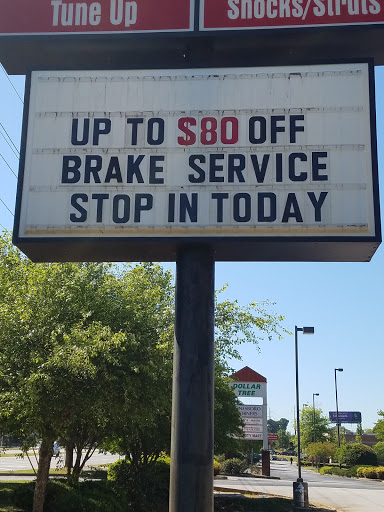 Tune Up
Shocks/Struts
UP TO $80 OFF
BRAKE SERVICE
STOP IN TODAY
DOLLAR
TREE